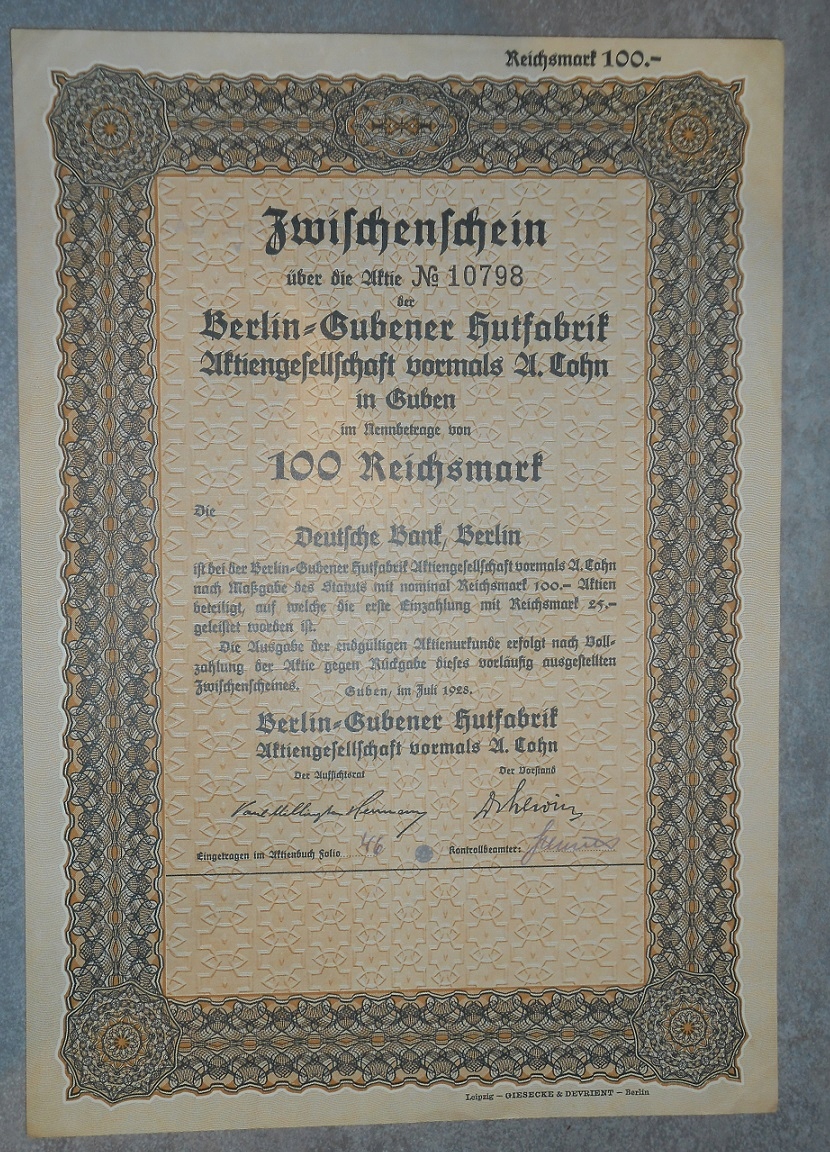 Reichsmark 100.-
Zwischenschein
über die Aktie № 10798
der
Berlin-Gubener Hutfabrik
Aktiengesellschaft vormals A. Cohn
in Guben
im Nennbetrage von
100 Reichsmark
Die
Deutsche Bank, Berlin
ist bei der Berlin-Gubener Hutfabrik Aktiengesellschaft vormals A. Cohn
nach Maßgabe des Statuts mit nominal Reichsmark 100.— Aktien
beteiligt, auf welche die erste Einzahlung mit Reichsmark 25.—
geleistet worden ist.
Die Ausgabe der endgültigen Aktienurkunde erfolgt nach Voll-
zahlung der Aktie gegen Rückgabe dieses vorläufig ausgestellten
Zwischenscheines.
Guben, im Juli 1928.
Berlin-Gubener Hutfabrik
Aktiengesellschaft vormals A. Cohn
Der Aufsichtsrat Der Vorstand
Eingetragen im Aktienbuch Folio 46 Kontrollbeamter:
Leipzig — GIESECKE & DEVRIENT — Berlin